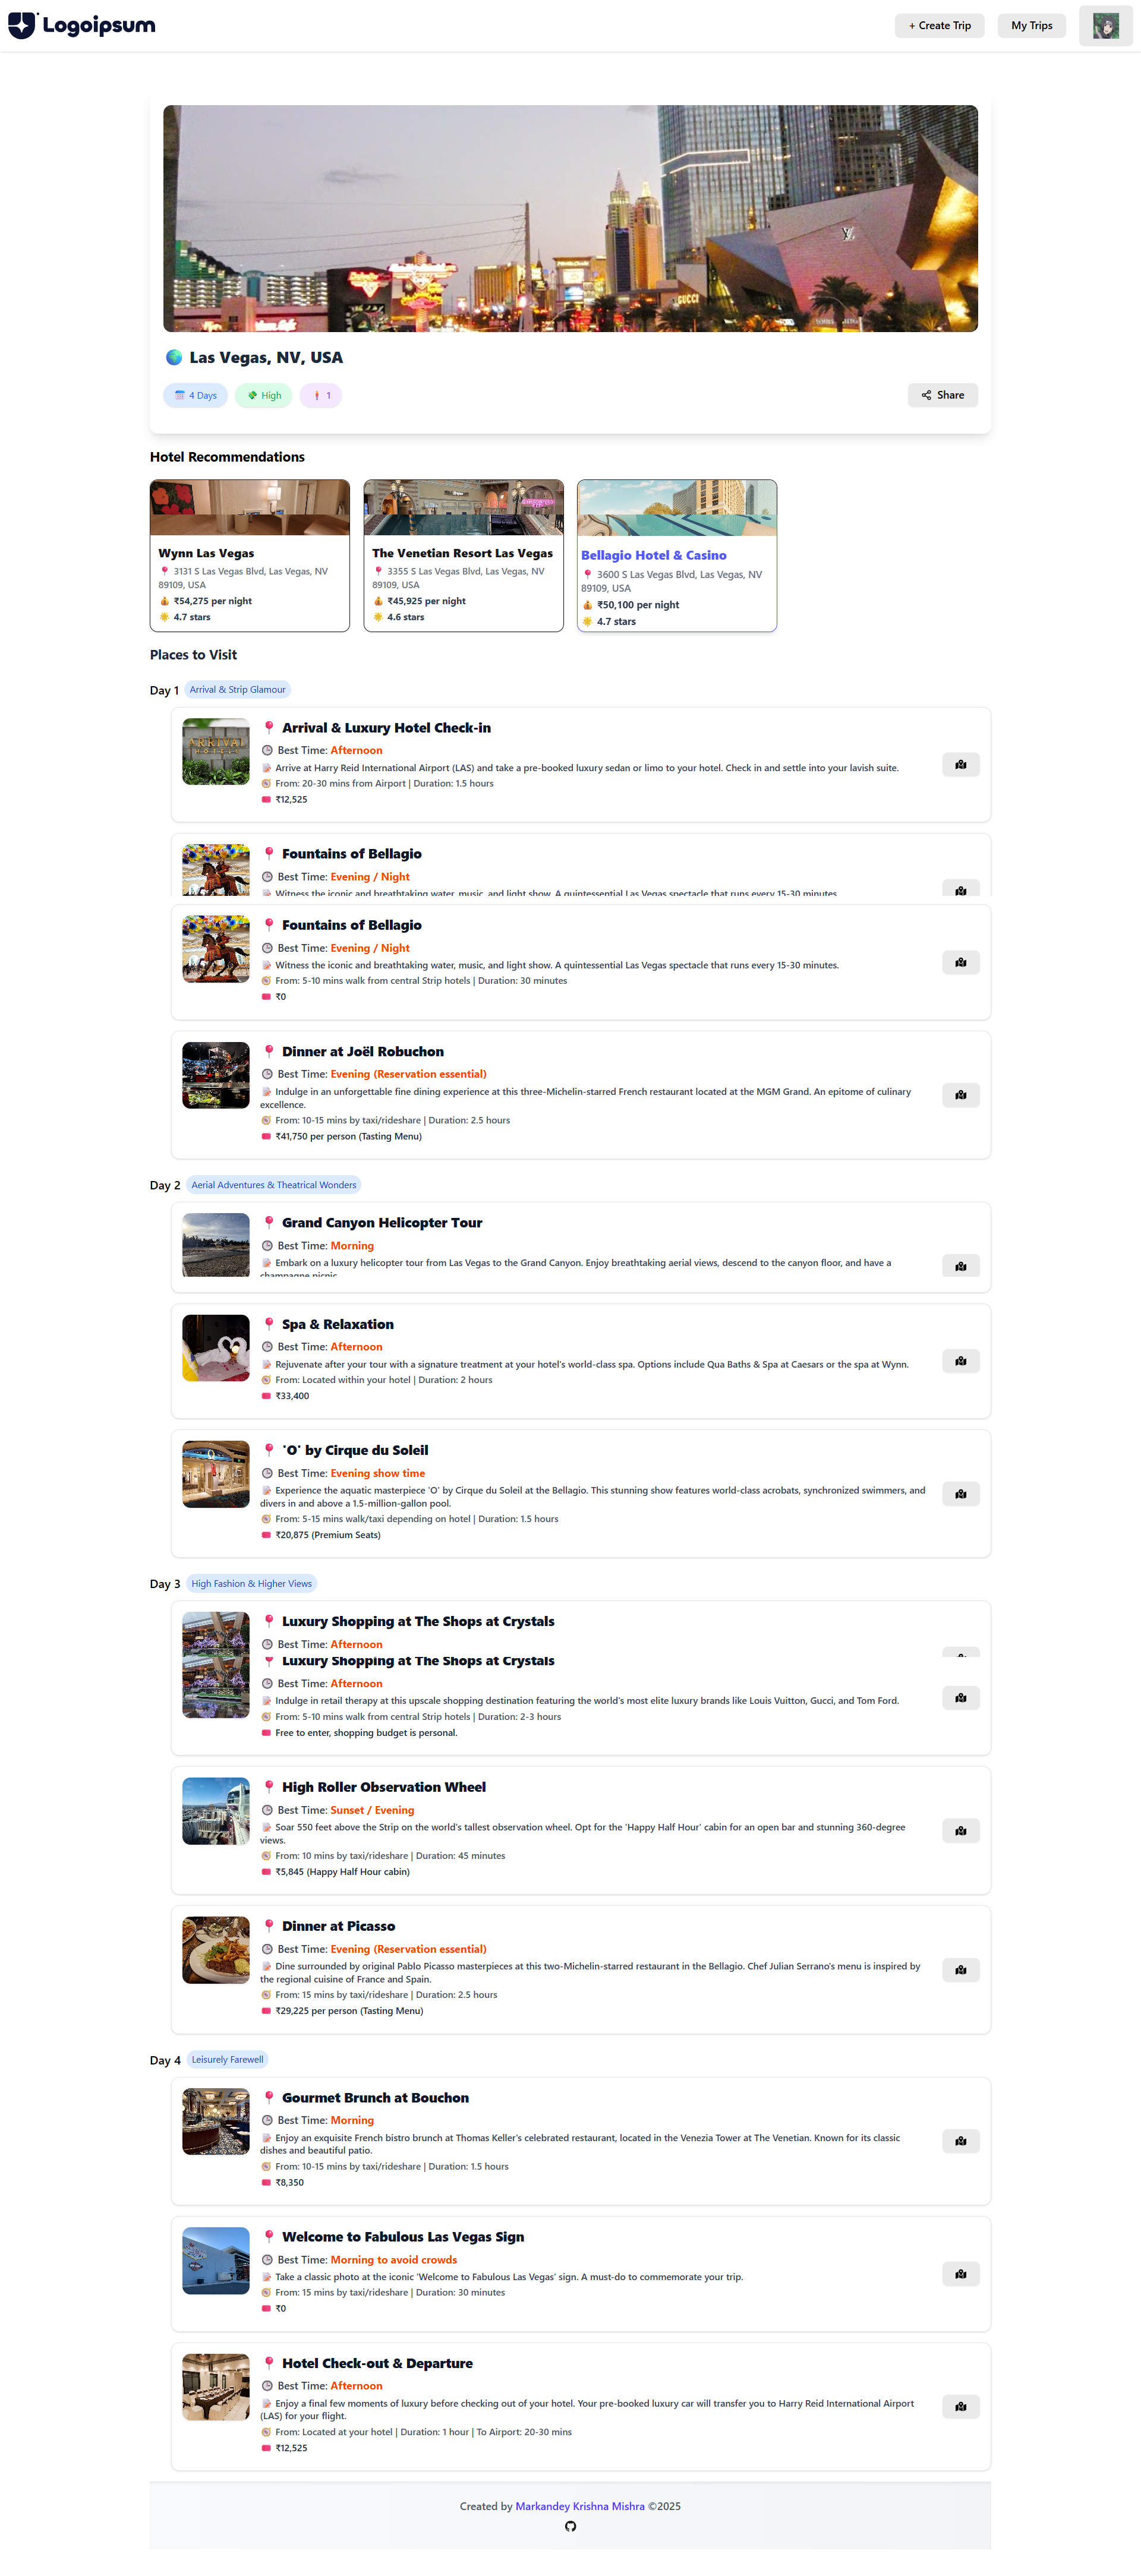 Logoipsum
+ Create Trip
My Trips
GUCCI
Las Vegas, NV, USA
4 Days
High
1
Share
Hotel Recommendations
Wynn Las Vegas
3131 S Las Vegas Blvd, Las Vegas, NV
89109, USA
₹54,275 per night
4.7 stars
The Venetian Resort Las Vegas
3355 S Las Vegas Blvd, Las Vegas, NV
89109, USA
₹45,925 per night
4.6 stars
Bellagio Hotel & Casino
3600 S Las Vegas Blvd, Las Vegas, NV
89109, USA
₹50,100 per night
4.7 stars
Places to Visit
Day 1
Arrival & Strip Glamour
ARRIVAL
HOTELS
Arrival & Luxury Hotel Check-in
Best Time: Afternoon
Arrive at Harry Reid International Airport (LAS) and take a pre-booked luxury sedan or limo to your hotel. Check in and settle into your lavish suite.
From: 20-30 mins from Airport | Duration: 1.5 hours
₹12,525
Fountains of Bellagio
Best Time: Evening / Night
Witness the iconic and breathtaking water, music, and light show. A quintessential Las Vegas spectacle that runs every 15-30 minutes.
Fountains of Bellagio
Best Time: Evening / Night
Witness the iconic and breathtaking water, music, and light show. A quintessential Las Vegas spectacle that runs every 15-30 minutes.
From: 5-10 mins walk from central Strip hotels | Duration: 30 minutes
₹0
Dinner at Joël Robuchon
Best Time: Evening (Reservation essential)
Indulge in an unforgettable fine dining experience at this three-Michelin-starred French restaurant located at the MGM Grand. An epitome of culinary
excellence.
From: 10-15 mins by taxi/rideshare | Duration: 2.5 hours
₹41,750 per person (Tasting Menu)
Day 2
Aerial Adventures & Theatrical Wonders
Grand Canyon Helicopter Tour
Best Time: Morning
Embark on a luxury helicopter tour from Las Vegas to the Grand Canyon. Enjoy breathtaking aerial views, descend to the canyon floor, and have a
champagne picnic.
Spa & Relaxation
Best Time: Afternoon
Rejuvenate after your tour with a signature treatment at your hotel's world-class spa. Options include Qua Baths & Spa at Caesars or the spa at Wynn.
From: Located within your hotel | Duration: 2 hours
₹33,400
'O' by Cirque du Soleil
Best Time: Evening show time
Experience the aquatic masterpiece 'O' by Cirque du Soleil at the Bellagio. This stunning show features world-class acrobats, synchronized swimmers, and
divers in and above a 1.5-million-gallon pool.
From: 5-15 mins walk/taxi depending on hotel | Duration: 1.5 hours
₹20,875 (Premium Seats)
Day 3
High Fashion & Higher Views
Luxury Shopping at The Shops at Crystals
Best Time: Afternoon
Luxury Shopping at The Shops at Crystals
Best Time: Afternoon
Indulge in retail therapy at this upscale shopping destination featuring the world's most elite luxury brands like Louis Vuitton, Gucci, and Tom Ford.
From: 5-10 mins walk from central Strip hotels | Duration: 2-3 hours
Free to enter, shopping budget is personal.
High Roller Observation Wheel
Best Time: Sunset / Evening
Soar 550 feet above the Strip on the world's tallest observation wheel. Opt for the 'Happy Half Hour' cabin for an open bar and stunning 360-degree
views.
From: 10 mins by taxi/rideshare | Duration: 45 minutes
₹5,845 (Happy Half Hour cabin)
Dinner at Picasso
Best Time: Evening (Reservation essential)
Dine surrounded by original Pablo Picasso masterpieces at this two-Michelin-starred restaurant in the Bellagio. Chef Julian Serrano's menu is inspired by
the regional cuisine of France and Spain.
From: 15 mins by taxi/rideshare | Duration: 2.5 hours
₹29,225 per person (Tasting Menu)
Day 4
Leisurely Farewell
Gourmet Brunch at Bouchon
Best Time: Morning
Enjoy an exquisite French bistro brunch at Thomas Keller's celebrated restaurant, located in the Venezia Tower at The Venetian. Known for its classic
dishes and beautiful patio.
From: 10-15 mins by taxi/rideshare | Duration: 1.5 hours
₹8,350
Welcome to Fabulous Las Vegas Sign
Best Time: Morning to avoid crowds
Take a classic photo at the iconic 'Welcome to Fabulous Las Vegas' sign. A must-do to commemorate your trip.
From: 15 mins by taxi/rideshare | Duration: 30 minutes
₹0
Hotel Check-out & Departure
Best Time: Afternoon
Enjoy a final few moments of luxury before checking out of your hotel. Your pre-booked luxury car will transfer you to Harry Reid International Airport
(LAS) for your flight.
From: Located at your hotel | Duration: 1 hour | To Airport: 20-30 mins
₹12,525
Created by Markandey Krishna Mishra ©2025